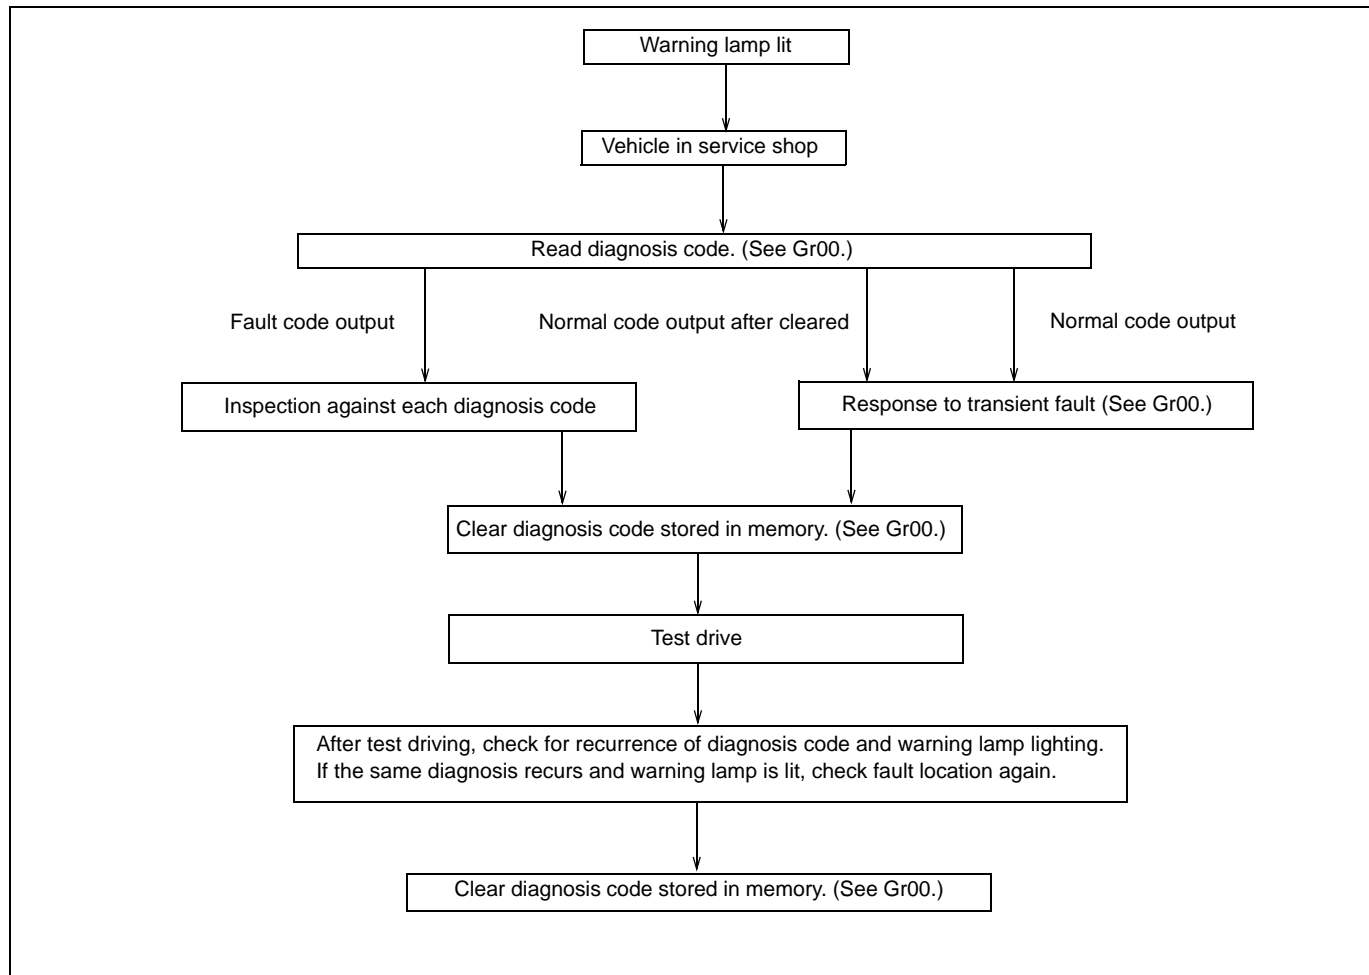 Warning lamp lit
Vehicle in service shop
Read diagnosis code. (See Gr00.)
Fault code output
Normal code output after cleared
Normal code output
Inspection against each diagnosis code
Response to transient fault (See Gr00.)
Clear diagnosis code stored in memory. (See Gr00.)
Test drive
After test driving, check for recurrence of diagnosis code and warning lamp lighting.
If the same diagnosis recurs and warning lamp is lit, check fault location again.
Clear diagnosis code stored in memory. (See Gr00.)